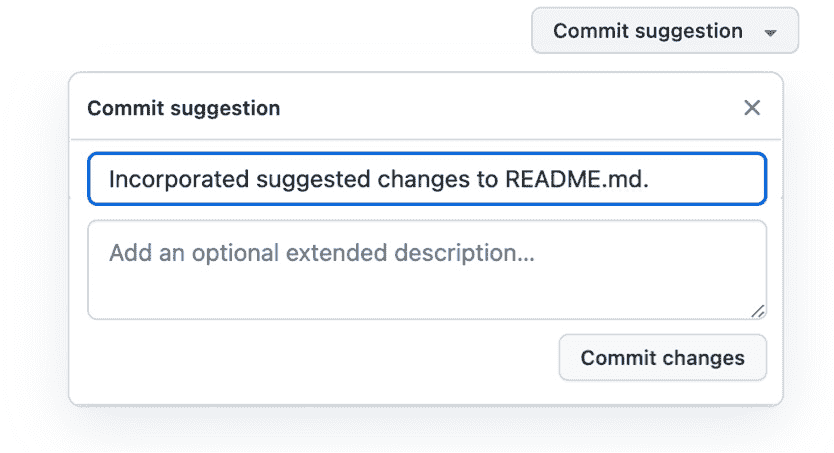 Commit suggestion
Commit suggestion
Incorporated suggested changes to README.md.
Add an optional extended description...
Commit changes